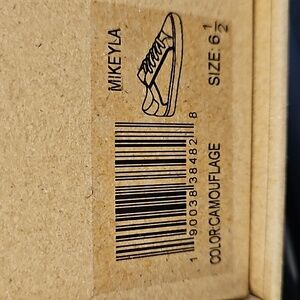 MIKEYLA
SIZE: 6 1/2
1 90038 38482 8
COLOR:CAMOUFLAGE